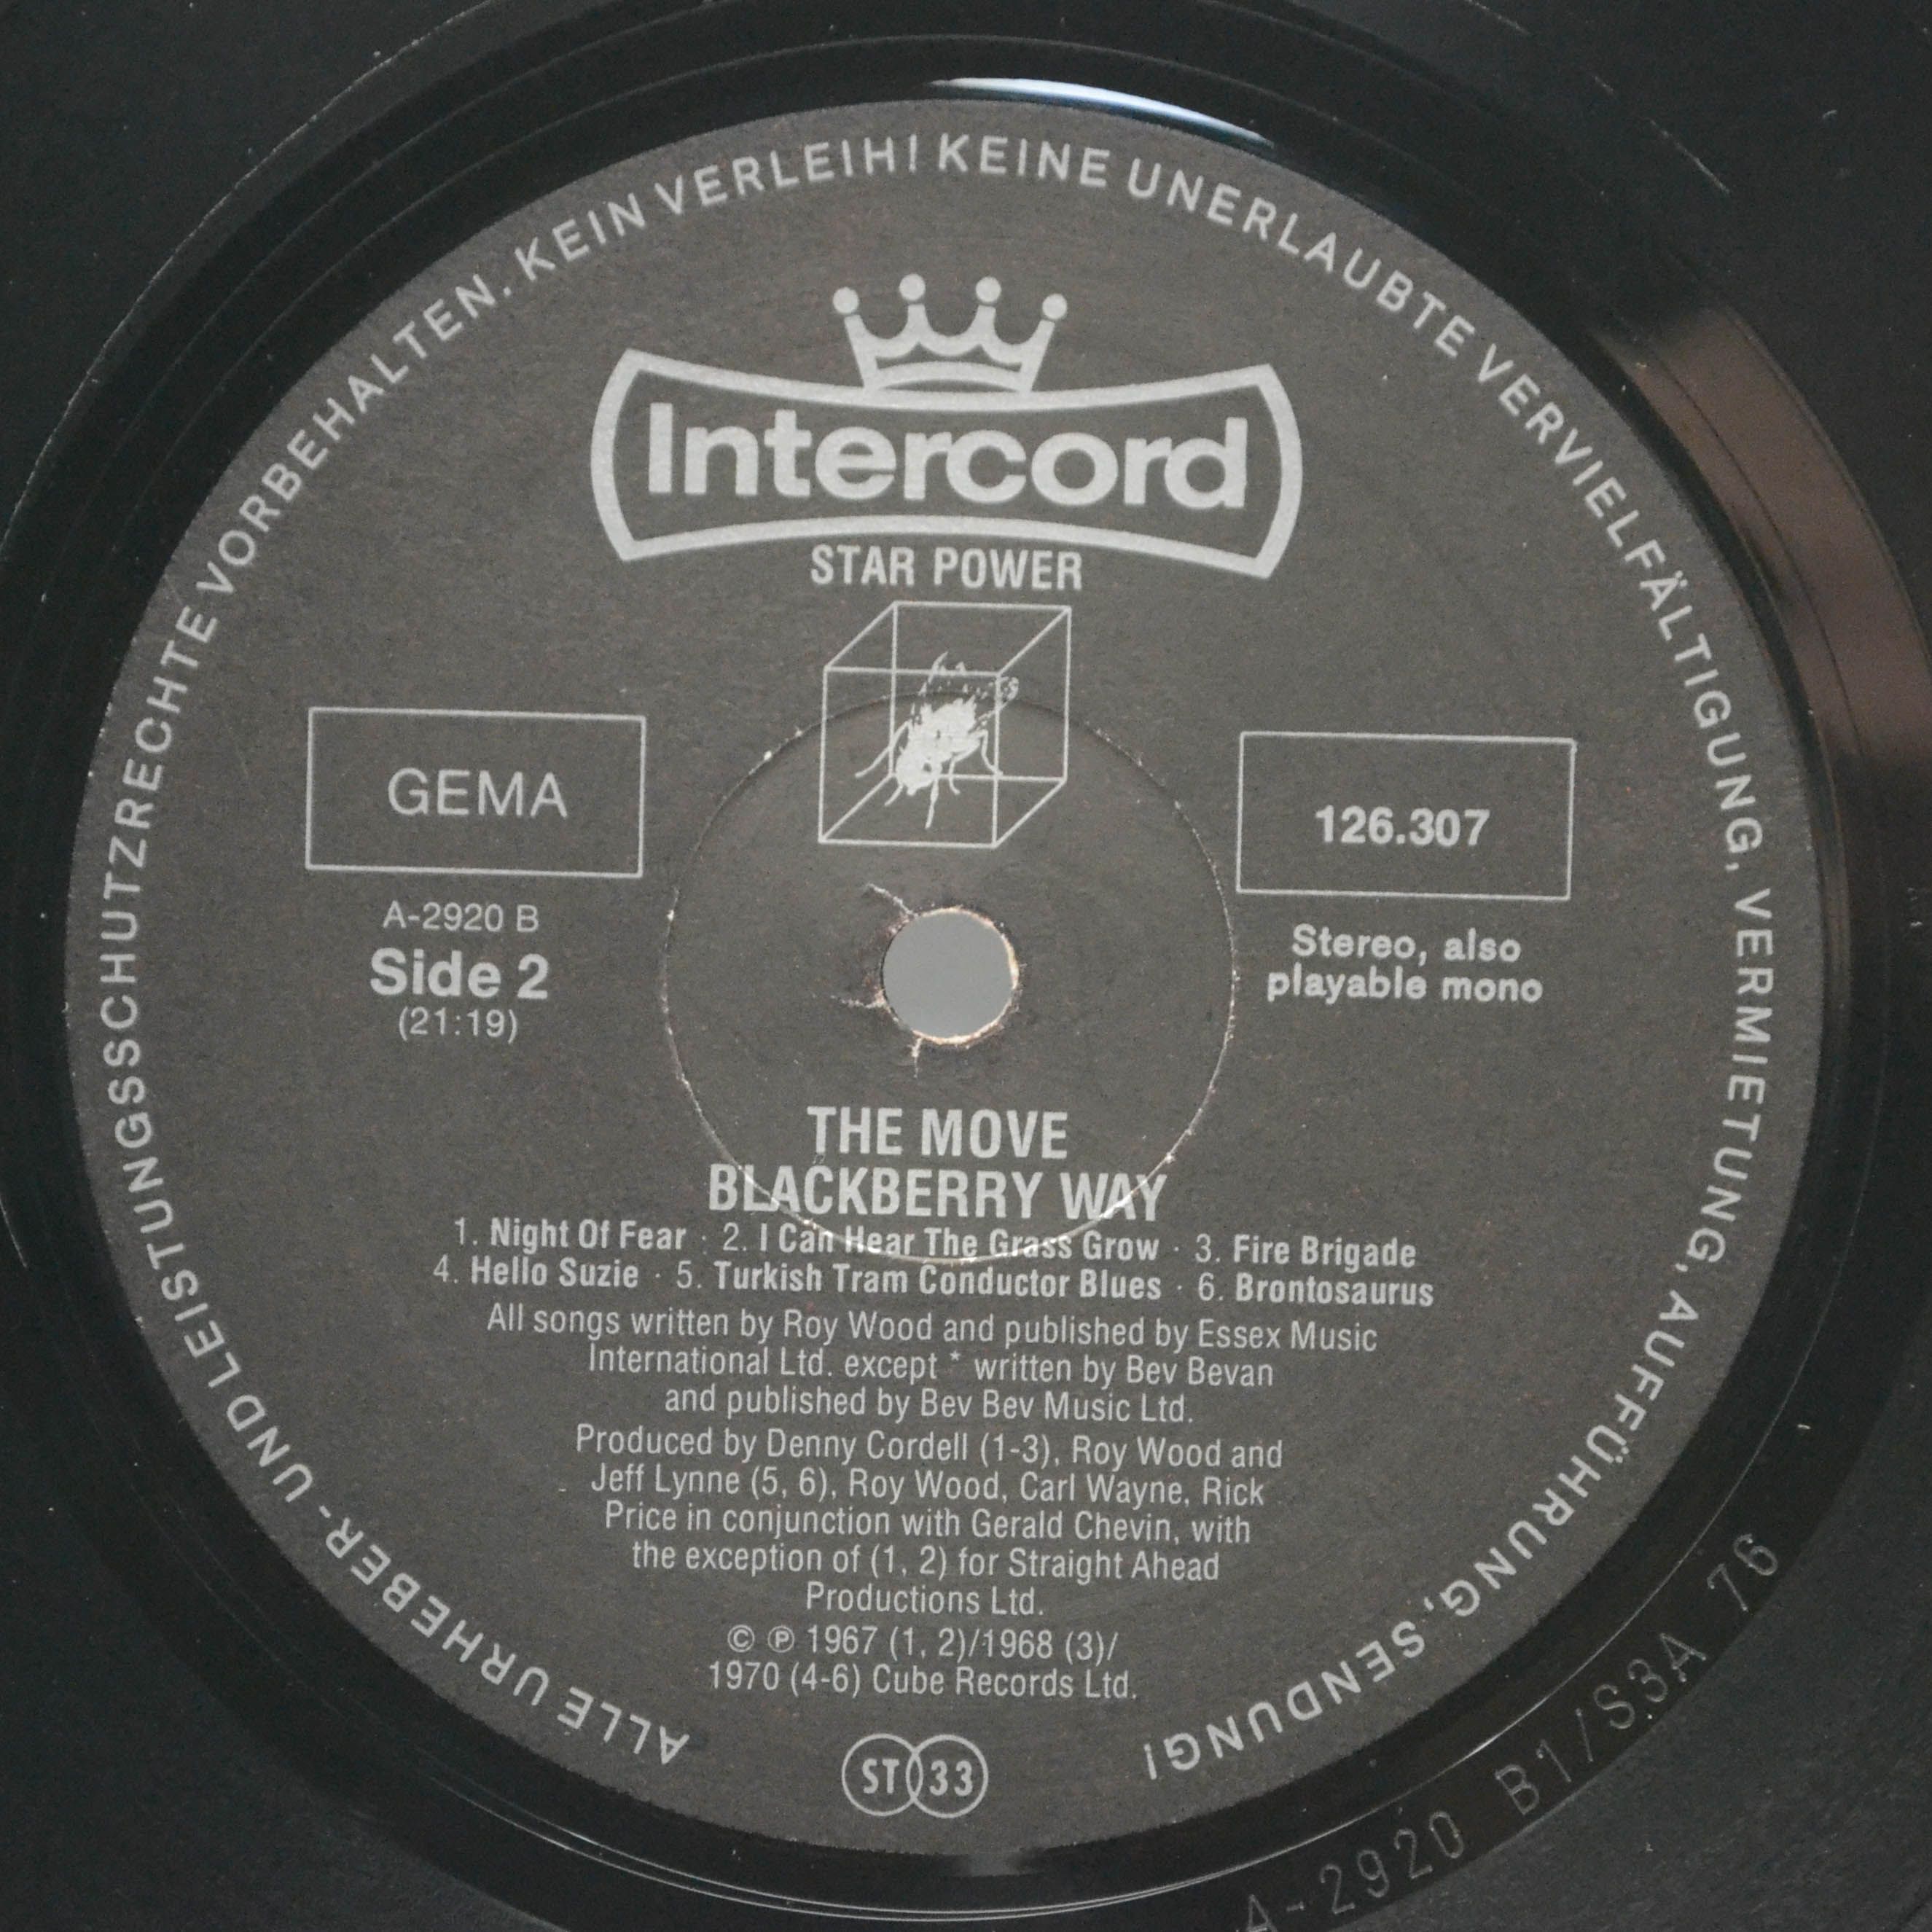 ALLE URHEBER- UND LEISTUNGSSCHUTZRECHTE VORBEHALTEN. KEIN VERLEIH! KEINE UNERLAUBTE VERVIELFÄLTIGUNG, VERMIETUNG, AUFFÜHRUNG, SENDUNG!
Intercord
STAR POWER
GEMA
126.307
A-2920 B
Side 2
(21:19)
Stereo, also
playable mono
THE MOVE
BLACKBERRY WAY
1. Night Of Fear · 2. I Can Hear The Grass Grow · 3. Fire Brigade
4. Hello Suzie · 5. Turkish Tram Conductor Blues · 6. Brontosaurus
All songs written by Roy Wood and published by Essex Music
International Ltd. except * written by Bev Bevan
and published by Bev Bev Music Ltd.
Produced by Denny Cordell (1-3), Roy Wood and
Jeff Lynne (5, 6), Roy Wood, Carl Wayne, Rick
Price in conjunction with Gerald Chevin, with
the exception of (1, 2) for Straight Ahead
Productions Ltd.
© ℗ 1967 (1, 2)/1968 (3)/
1970 (4-6) Cube Records Ltd.
ST 33
A-2920 B1/S3A 76